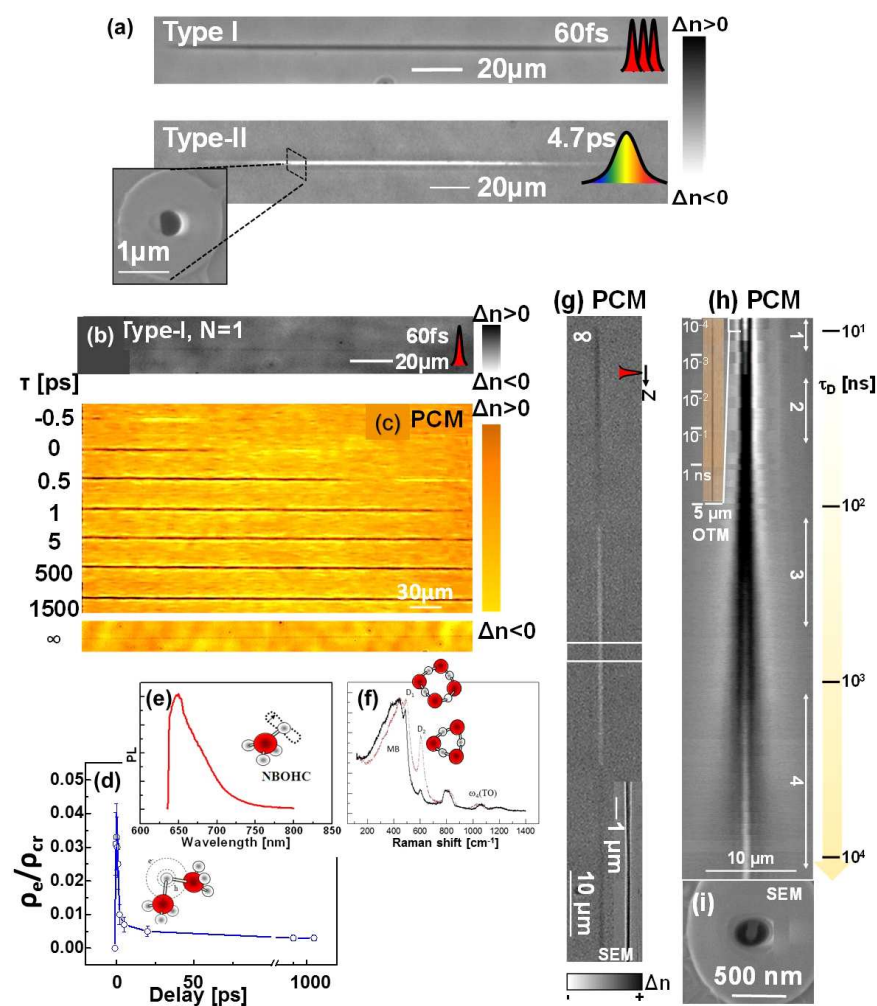 (a)
Type I
60fs
20µm
Δn>0
Type-II
4.7ps
20µm
Δn<0
1µm
(b)
Type-I, N=1
60fs
20µm
Δn>0
Δn<0
τ [ps]
(c)
PCM
Δn>0
-0.5
0
0.5
1
5
500
1500
30µm
∞
Δn<0
(e)
PL
NBOHC
600 650 700 750 800
Wavelength [nm]
(f)
D1
D2
MB
ω4(TO)
200 400 600 800 1000 1200 1400
Raman shift [cm-1]
(d)
0.05
0.04
0.03
0.02
0.01
0.00
ρe/ρcr
e
h
0 50 1000
Delay [ps]
(g) PCM
∞
Z
1 µm
10 µm
SEM
- +
Δn
(h) PCM
10-4
10-3
10-2
10-1
1 ns
5 µm
OTM
1
2
3
4
10 µm
101
τD [ns]
102
103
104
(i)
SEM
500 nm